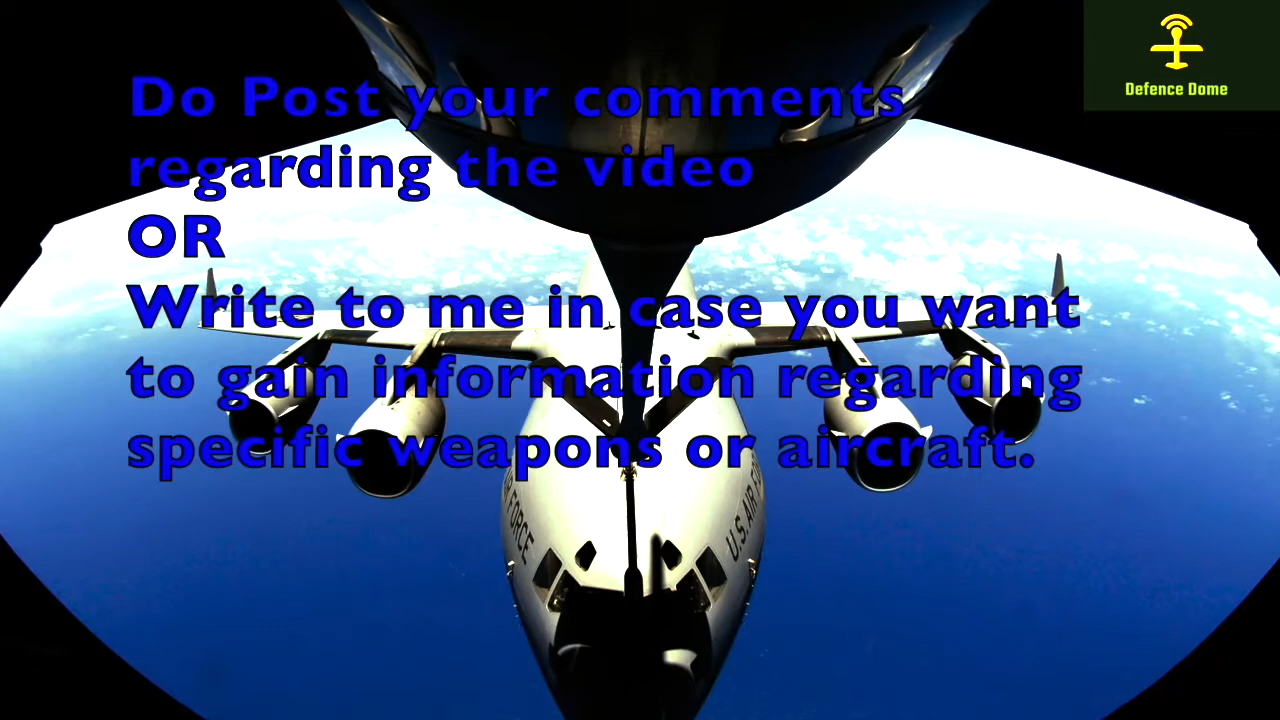 Defence Dome
Do Post your comments
regarding the video
OR
Write to me in case you want
to gain information regarding
specific weapons or aircraft.
U.S. AIR FO
AIR FORCE